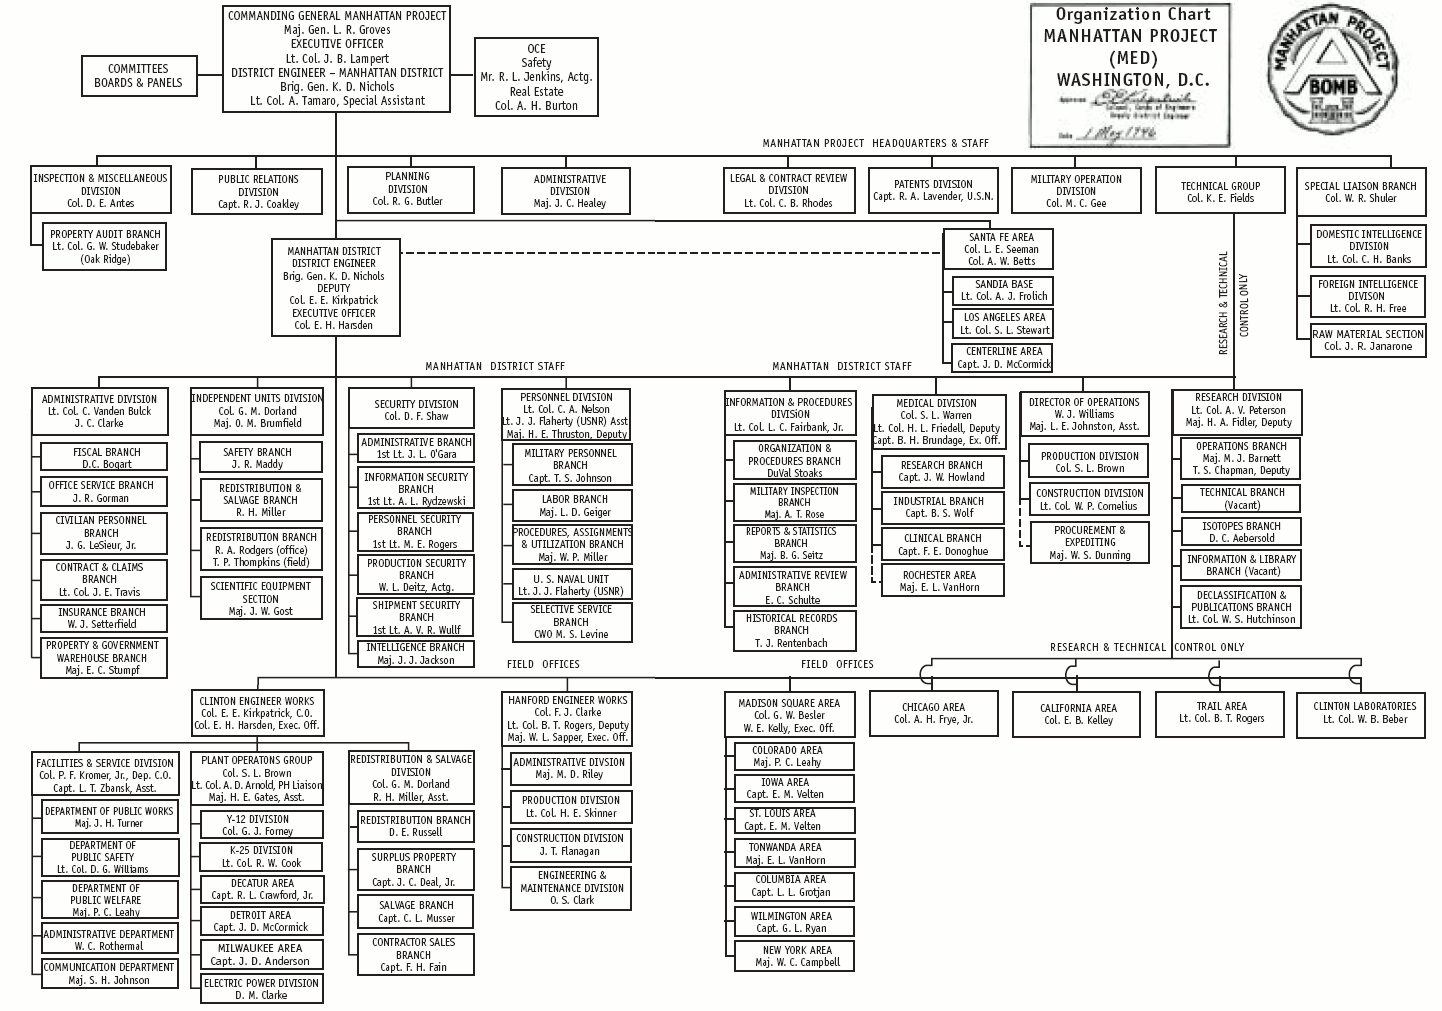 COMMANDING GENERAL MANHATTAN PROJECT
Maj. Gen. L. R. Groves
EXECUTIVE OFFICER
Lt. Col. J. B. Lampert
DISTRICT ENGINEER – MANHATTAN DISTRICT
Brig. Gen. K. D. Nichols
Lt. Col. A. Tamaro, Special Assistant
COMMITTEES
BOARDS & PANELS
OCE
Safety
Mr. R. L. Jenkins, Actg.
Real Estate
Col. A. H. Burton
Organization Chart
MANHATTAN PROJECT
(MED)
WASHINGTON, D.C.
Approved
Colonel, Corps of Engineers
Deputy District Engineer
Date 1 May 1946
MANHATTAN PROJECT
A
BOMB
MANHATTAN PROJECT HEADQUARTERS & STAFF
INSPECTION & MISCELLANEOUS
DIVISION
Col. D. E. Antes
PROPERTY AUDIT BRANCH
Lt. Col. G. W. Studebaker
(Oak Ridge)
PUBLIC RELATIONS
DIVISION
Capt. R. J. Coakley
PLANNING
DIVISION
Col. R. G. Butler
ADMINISTRATIVE
DIVISION
Maj. J. C. Healey
LEGAL & CONTRACT REVIEW
DIVISION
Lt. Col. C. B. Rhodes
PATENTS DIVISION
Capt. R. A. Lavender, U.S.N.
MILITARY OPERATION
DIVISION
Col. M. C. Gee
TECHNICAL GROUP
Col. K. E. Fields
SPECIAL LIAISON BRANCH
Col. W. R. Shuler
DOMESTIC INTELLIGENCE
DIVISION
Lt. Col. C. H. Banks
FOREIGN INTELLIGENCE
DIVISON
Lt. Col. R. H. Free
RAW MATERIAL SECTION
Col. J. R. Janarone
MANHATTAN DISTRICT
DISTRICT ENGINEER
Brig. Gen. K. D. Nichols
DEPUTY
Col. E. E. Kirkpatrick
EXECUTIVE OFFICER
Col. E. H. Harsden
SANTA FE AREA
Col. L. E. Seeman
Col. A. W. Betts
SANDIA BASE
Lt. Col. A. J. Frolich
LOS ANGELES AREA
Lt. Col. S. L. Stewart
CENTERLINE AREA
Capt. J. D. McCormick
RESEARCH & TECHNICAL
CONTROL ONLY
MANHATTAN DISTRICT STAFF
MANHATTAN DISTRICT STAFF
ADMINISTRATIVE DIVISION
Lt. Col. C. Vanden Bulck
J. C. Clarke
FISCAL BRANCH
D.C. Bogart
OFFICE SERVICE BRANCH
J. R. Gorman
CIVILIAN PERSONNEL
BRANCH
J. G. LeSieur, Jr.
CONTRACT & CLAIMS
BRANCH
Lt. Col. J. E. Travis
INSURANCE BRANCH
W. J. Setterfield
PROPERTY & GOVERNMENT
WAREHOUSE BRANCH
Maj. E. C. Stumpf
INDEPENDENT UNITS DIVISION
Col. G. M. Dorland
Maj. O. M. Brumfield
SAFETY BRANCH
J. R. Maddy
REDISTRIBUTION &
SALVAGE BRANCH
R. H. Miller
REDISTRIBUTION BRANCH
R. A. Rodgers (office)
T. P. Thompkins (field)
SCIENTIFIC EQUIPMENT
SECTION
Maj. J. W. Gost
SECURITY DIVISION
Col. D. F. Shaw
ADMINISTRATIVE BRANCH
1st Lt. J. L. O'Gara
INFORMATION SECURITY
BRANCH
1st Lt. A. L. Rydzewski
PERSONNEL SECURITY
BRANCH
1st Lt. M. E. Rogers
PRODUCTION SECURITY
BRANCH
W. L. Deitz, Actg.
SHIPMENT SECURITY
BRANCH
1st Lt. A. V. R. Wullf
INTELLIGENCE BRANCH
Maj. J. J. Jackson
PERSONNEL DIVISION
Lt. Col. C. A. Nelson
Lt. J. J. Flaherty (USNR) Asst
Maj. H. E. Thruston, Deputy
MILITARY PERSONNEL
BRANCH
Capt. T. S. Johnson
LABOR BRANCH
Maj. L. D. Geiger
PROCEDURES, ASSIGNMENTS
& UTILIZATION BRANCH
Maj. W. P. Miller
U. S. NAVAL UNIT
Lt. J. J. Flaherty (USNR)
SELECTIVE SERVICE
BRANCH
CWO M. S. Levine
INFORMATION & PROCEDURES
DIVISiON
Lt. Col. L. C. Fairbank, Jr.
ORGANIZATION &
PROCEDURES BRANCH
DuVal Stoaks
MILITARY INSPECTION
BRANCH
Maj. A. T. Rose
REPORTS & STATISTICS
BRANCH
Maj. B. G. Seitz
ADMINISTRATIVE REVIEW
BRANCH
E. C. Schulte
HISTORICAL RECORDS
BRANCH
T. J. Rentenbach
MEDICAL DIVISION
Col. S. L. Warren
Lt. Col. H. L. Friedell, Deputy
Capt. B. H. Brundage, Ex. Off.
RESEARCH BRANCH
Capt. J. W. Howland
INDUSTRIAL BRANCH
Capt. B. S. Wolf
CLINICAL BRANCH
Capt. F. E. Donoghue
ROCHESTER AREA
Maj. E. L. VanHorn
DIRECTOR OF OPERATIONS
W. J. Williams
Maj. L. E. Johnston, Asst.
PRODUCTION DIVISION
Col. S. L. Brown
CONSTRUCTION DIVISION
Lt. Col. W. P. Cornelius
PROCUREMENT &
EXPEDITING
Maj. W. S. Dunning
RESEARCH DIVISION
Lt. Col. A. V. Peterson
Maj. H. A. Fidler, Deputy
OPERATIONS BRANCH
Maj. M. J. Barnett
T. S. Chapman, Deputy
TECHNICAL BRANCH
(Vacant)
ISOTOPES BRANCH
D. C. Aebersold
INFORMATION & LIBRARY
BRANCH (Vacant)
DECLASSIFICATION &
PUBLICATIONS BRANCH
Lt. Col. W. S. Hutchinson
RESEARCH & TECHNICAL CONTROL ONLY
FIELD OFFICES
FIELD OFFICES
CLINTON ENGINEER WORKS
Col. E. E. Kirkpatrick, C.O.
Col. E. H. Harsden, Exec. Off.
FACILITIES & SERVICE DIVISION
Col. P. F. Kromer, Jr., Dep. C.O.
Capt. L. T. Zbansk, Asst.
DEPARTMENT OF PUBLIC WORKS
Maj. J. H. Turner
DEPARTMENT OF
PUBLIC SAFETY
Lt. Col. D. G. Williams
DEPARTMENT OF
PUBLIC WELFARE
Maj. P. C. Leahy
ADMINISTRATIVE DEPARTMENT
W. C. Rothermal
COMMUNICATION DEPARTMENT
Maj. S. H. Johnson
PLANT OPERATONS GROUP
Col. S. L. Brown
Lt. Col. A. D. Arnold, PH Liaison
Maj. H. E. Gates, Asst.
Y-12 DIVISION
Col. G. J. Forney
K-25 DIVISION
Lt. Col. R. W. Cook
DECATUR AREA
Capt. R. L. Crawford, Jr.
DETROIT AREA
Capt. J. D. McCormick
MILWAUKEE AREA
Capt. J. D. Anderson
ELECTRIC POWER DIVISION
D. M. Clarke
REDISTRIBUTION & SALVAGE
DIVISION
Col. G. M. Dorland
R. H. Miller, Asst.
REDISTRIBUTION BRANCH
D. E. Russell
SURPLUS PROPERTY
BRANCH
Capt. J. C. Deal, Jr.
SALVAGE BRANCH
Capt. C. L. Musser
CONTRACTOR SALES
BRANCH
Capt. F. H. Fain
HANFORD ENGINEER WORKS
Col. F. J. Clarke
Lt. Col. B. T. Rogers, Deputy
Maj. W. L. Sapper, Exec. Off.
ADMINISTRATIVE DIVSION
Maj. M. D. Riley
PRODUCTION DIVISION
Lt. Col. H. E. Skinner
CONSTRUCTION DIVISION
J. T. Flanagan
ENGINEERING &
MAINTENANCE DIVISION
O. S. Clark
MADISON SQUARE AREA
Col. G. W. Besler
W. E. Kelly, Exec. Off.
COLORADO AREA
Maj. P. C. Leahy
IOWA AREA
Capt. E. M. Velten
ST. LOUIS AREA
Capt. E. M. Velten
TONWANDA AREA
Maj. E. L. VanHorn
COLUMBIA AREA
Capt. L. L. Grotjan
WILMINGTON AREA
Capt. G. L. Ryan
NEW YORK AREA
Maj. W. C. Campbell
CHICAGO AREA
Col. A. H. Frye, Jr.
CALIFORNIA AREA
Col. E. B. Kelley
TRAIL AREA
Lt. Col. B. T. Rogers
CLINTON LABORATORIES
Lt. Col. W. B. Beber